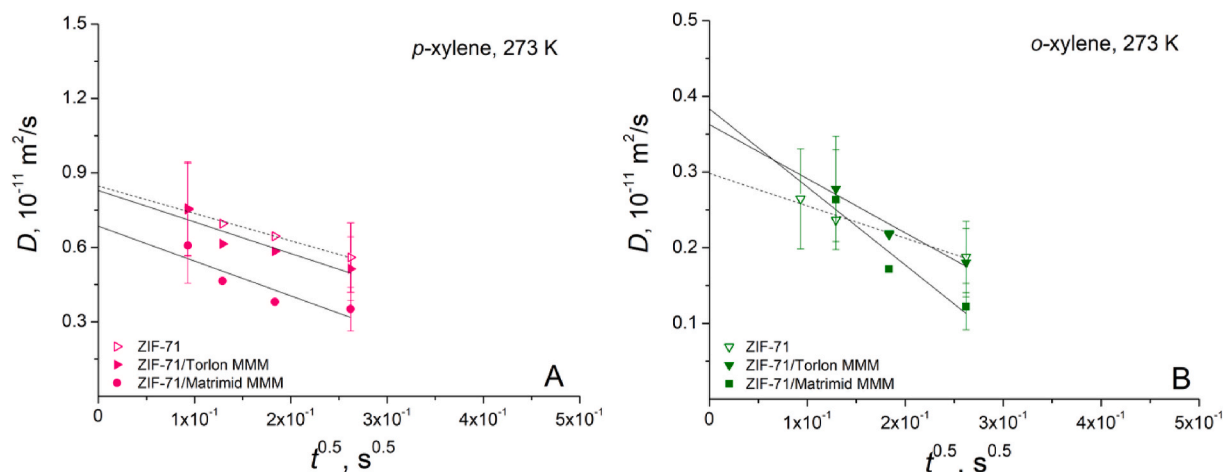 p-xylene, 273 K
1.5
1.2
0.9
0.6
0.3
D, 10⁻¹¹ m²/s
ZIF-71
ZIF-71/Torlon MMM
ZIF-71/Matrimid MMM
A
0 1x10⁻¹ 2x10⁻¹ 3x10⁻¹ 4x10⁻¹ 5x10⁻¹
t^0.5, s^0.5
o-xylene, 273 K
0.5
0.4
0.3
0.2
0.1
D, 10⁻¹¹ m²/s
ZIF-71
ZIF-71/Torlon MMM
ZIF-71/Matrimid MMM
B
0 1x10⁻¹ 2x10⁻¹ 3x10⁻¹ 4x10⁻¹ 5x10⁻¹
t^0.5, s^0.5